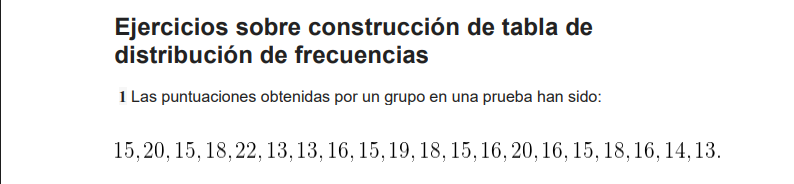 Ejercicios sobre construcción de tabla de
distribución de frecuencias
1 Las puntuaciones obtenidas por un grupo en una prueba han sido:
15, 20, 15, 18, 22, 13, 13, 16, 15, 19, 18, 15, 16, 20, 16, 15, 18, 16, 14, 13.